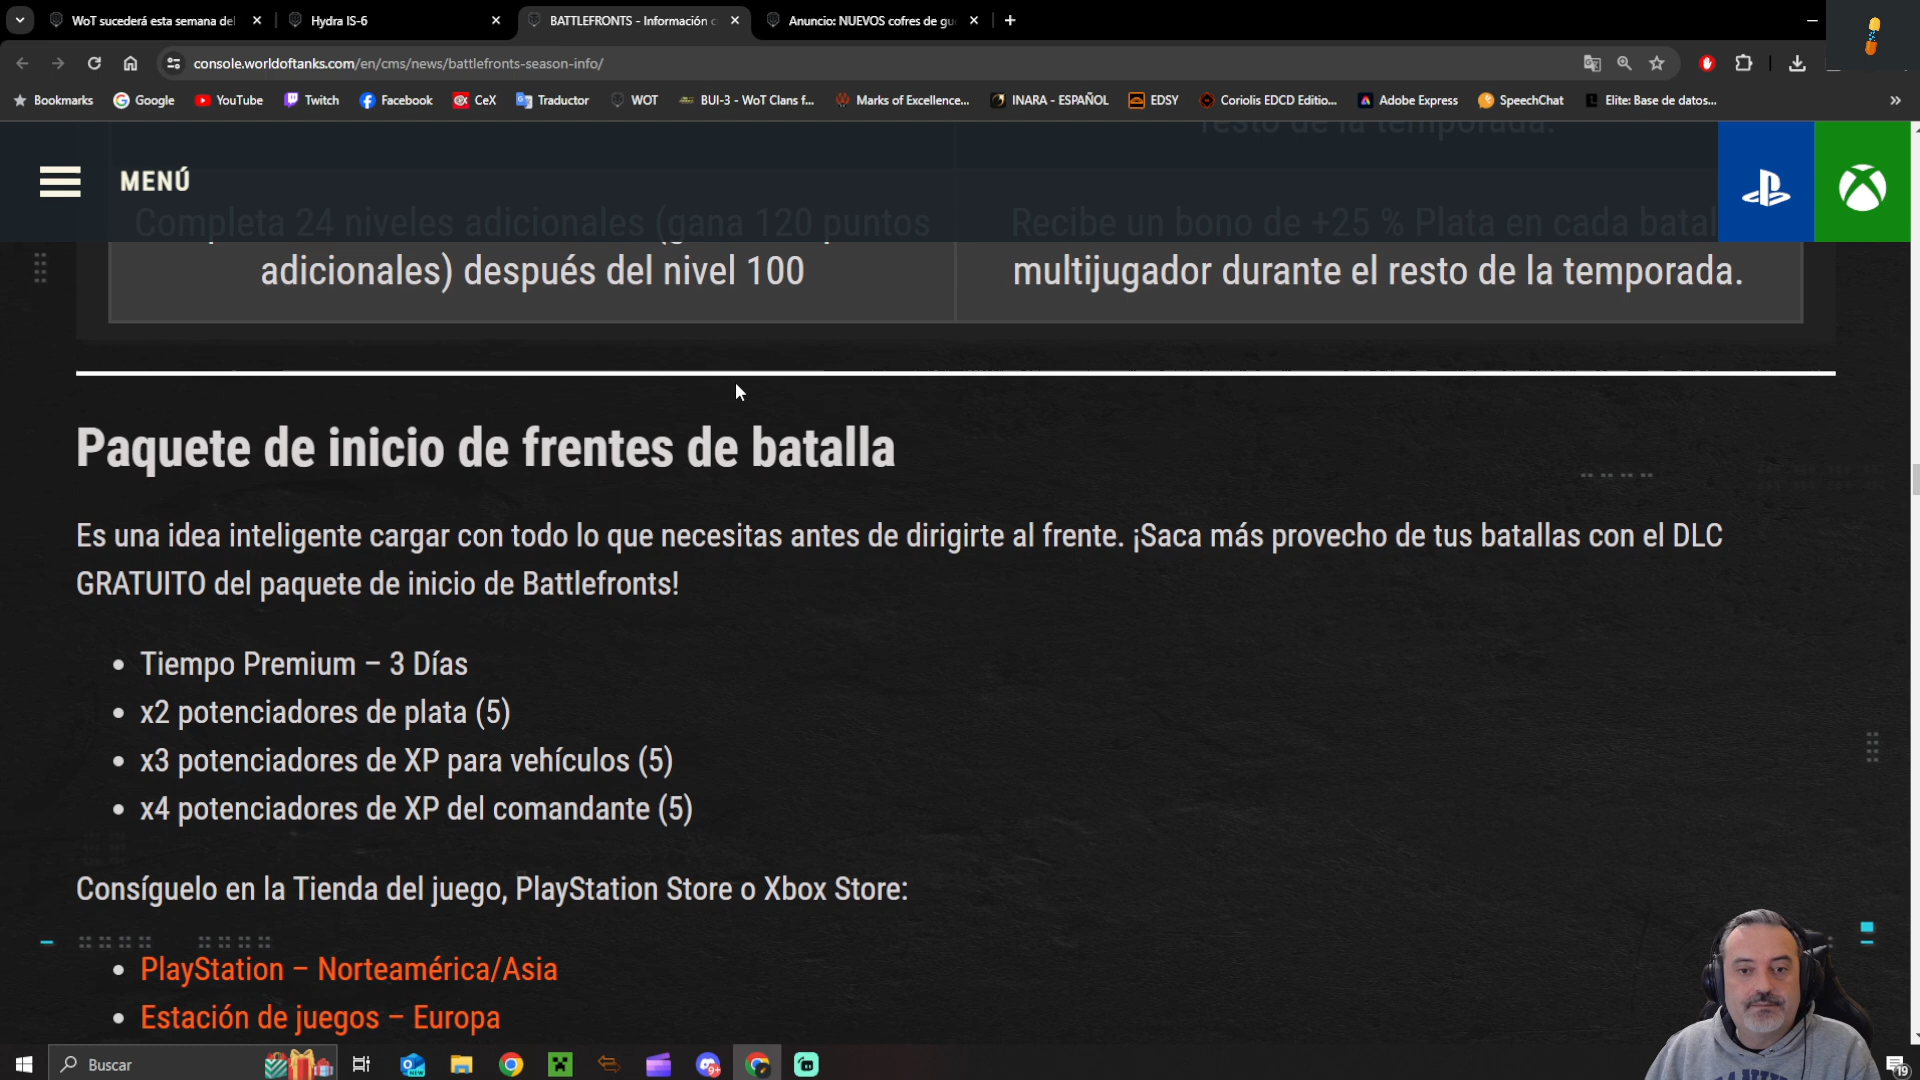 WoT sucederá esta semana del
Hydra IS-6
BATTLEFRONTS - Información
Anuncio: NUEVOS cofres de gu
console.worldoftanks.com/en/cms/news/battlefronts-season-info/
Bookmarks
Google
YouTube
Twitch
Facebook
CeX
Traductor
WOT
BUI-3 - WoT Clans f...
Marks of Excellence...
INARA - ESPAÑOL
EDSY
Coriolis EDCD Editio...
Adobe Express
SpeechChat
Elite: Base de datos...
resto de la temporada.
MENÚ
Completa 24 niveles adicionales (gana 120 puntos
adicionales) después del nivel 100
Recibe un bono de +25 % Plata en cada batal
multijugador durante el resto de la temporada.
Paquete de inicio de frentes de batalla
Es una idea inteligente cargar con todo lo que necesitas antes de dirigirte al frente. ¡Saca más provecho de tus batallas con el DLC
GRATUITO del paquete de inicio de Battlefronts!
• Tiempo Premium – 3 Días
• x2 potenciadores de plata (5)
• x3 potenciadores de XP para vehículos (5)
• x4 potenciadores de XP del comandante (5)
Consíguelo en la Tienda del juego, PlayStation Store o Xbox Store:
• PlayStation – Norteamérica/Asia
• Estación de juegos – Europa
Buscar
NEW
9+
19